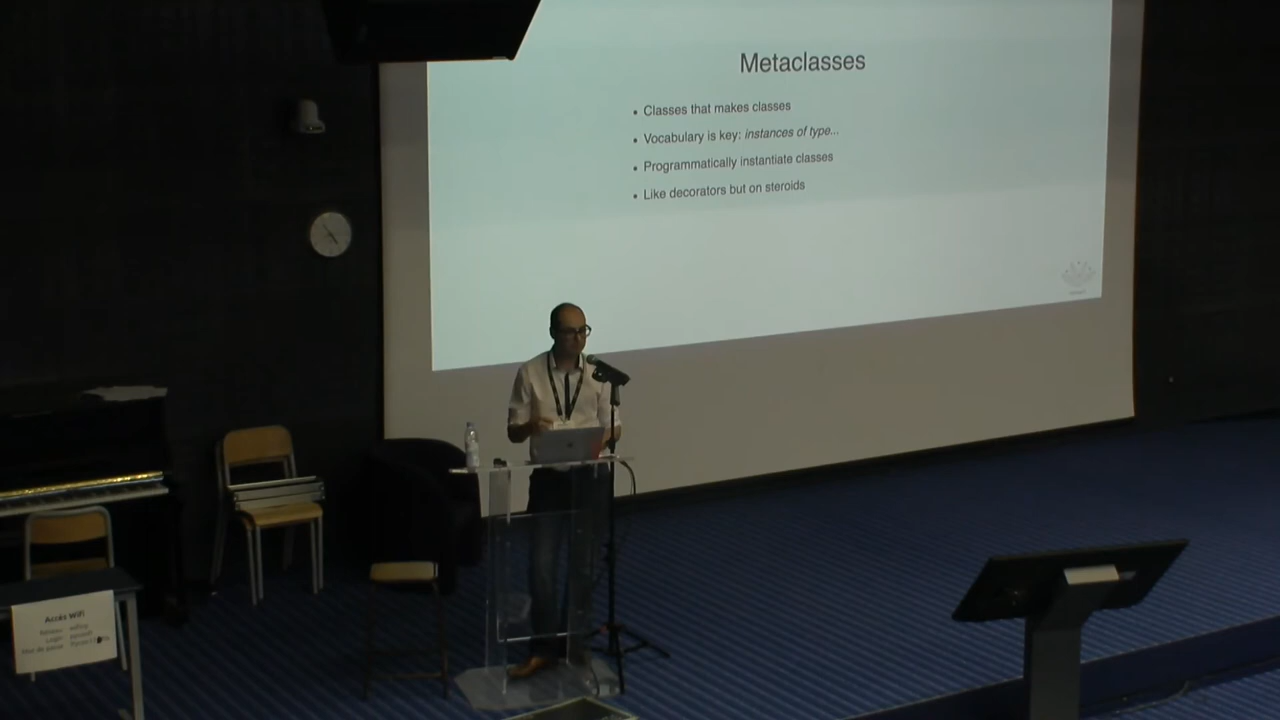 Metaclasses
• Classes that makes classes
• Vocabulary is key: instances of type...
• Programmatically instantiate classes
• Like decorators but on steroids
Accès Wifi